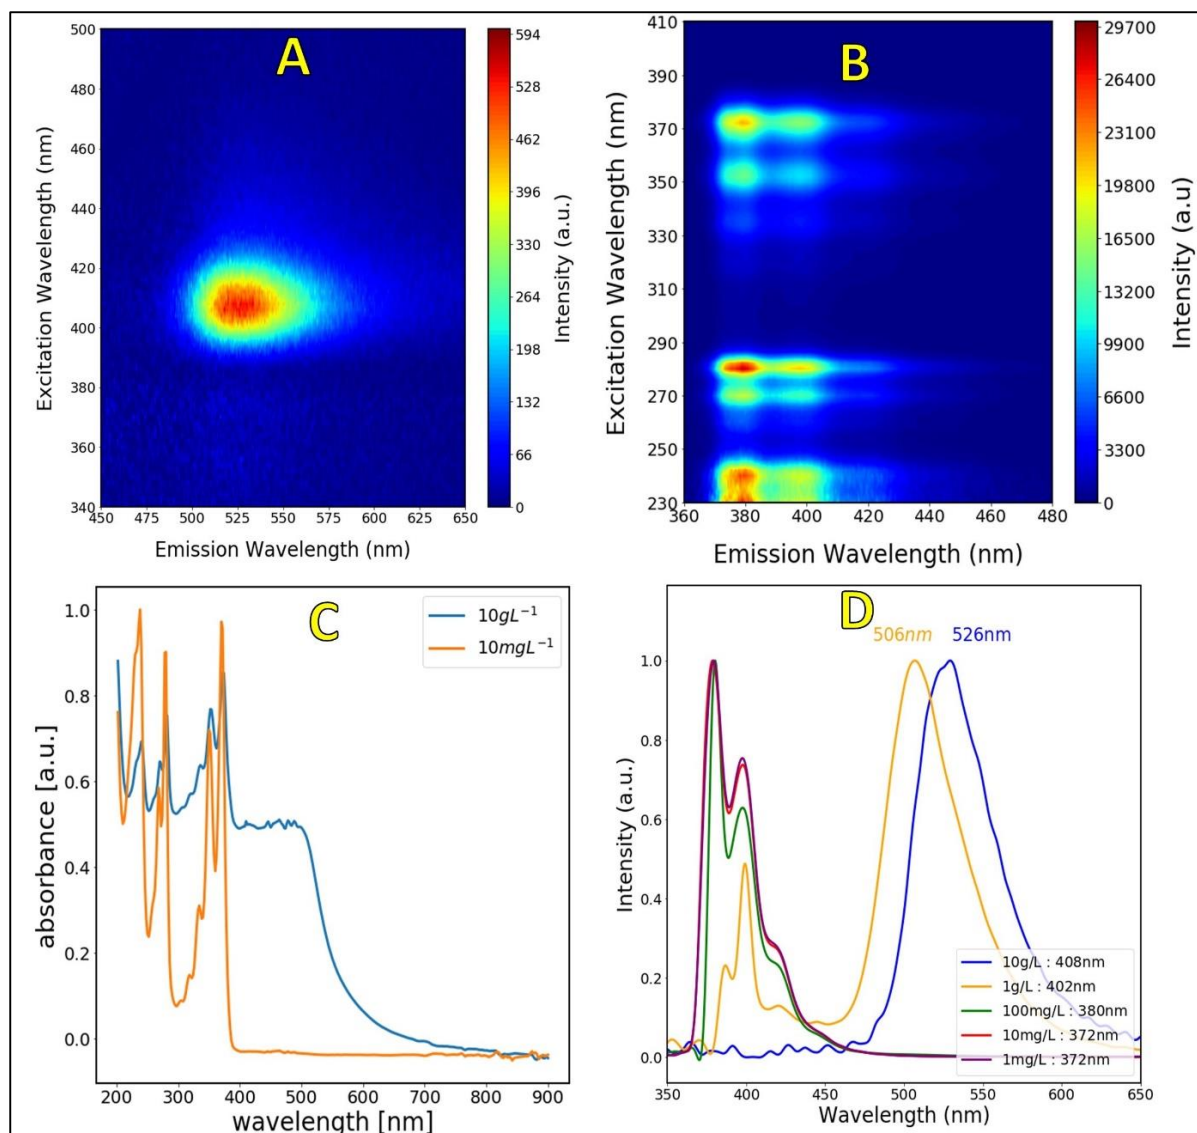 A
500
480
460
440
420
400
380
360
340
450 475 500 525 550 575 600 625 650
Excitation Wavelength (nm)
Emission Wavelength (nm)
594
528
462
396
330
264
198
132
66
0
Intensity (a.u.)
B
410
390
370
350
330
310
290
270
250
230
360 380 400 420 440 460 480
Excitation Wavelength (nm)
Emission Wavelength (nm)
29700
26400
23100
19800
16500
13200
9900
6600
3300
0
Intensity (a.u.)
C
10gL⁻¹
10mgL⁻¹
1.0
0.8
0.6
0.4
0.2
0.0
absorbance [a.u.]
200 300 400 500 600 700 800 900
wavelength [nm]
D
506nm 526nm
1.0
0.8
0.6
0.4
0.2
0.0
Intensity (a.u.)
10g/L : 408nm
1g/L : 402nm
100mg/L : 380nm
10mg/L : 372nm
1mg/L : 372nm
350 400 450 500 550 600 650
Wavelength (nm)